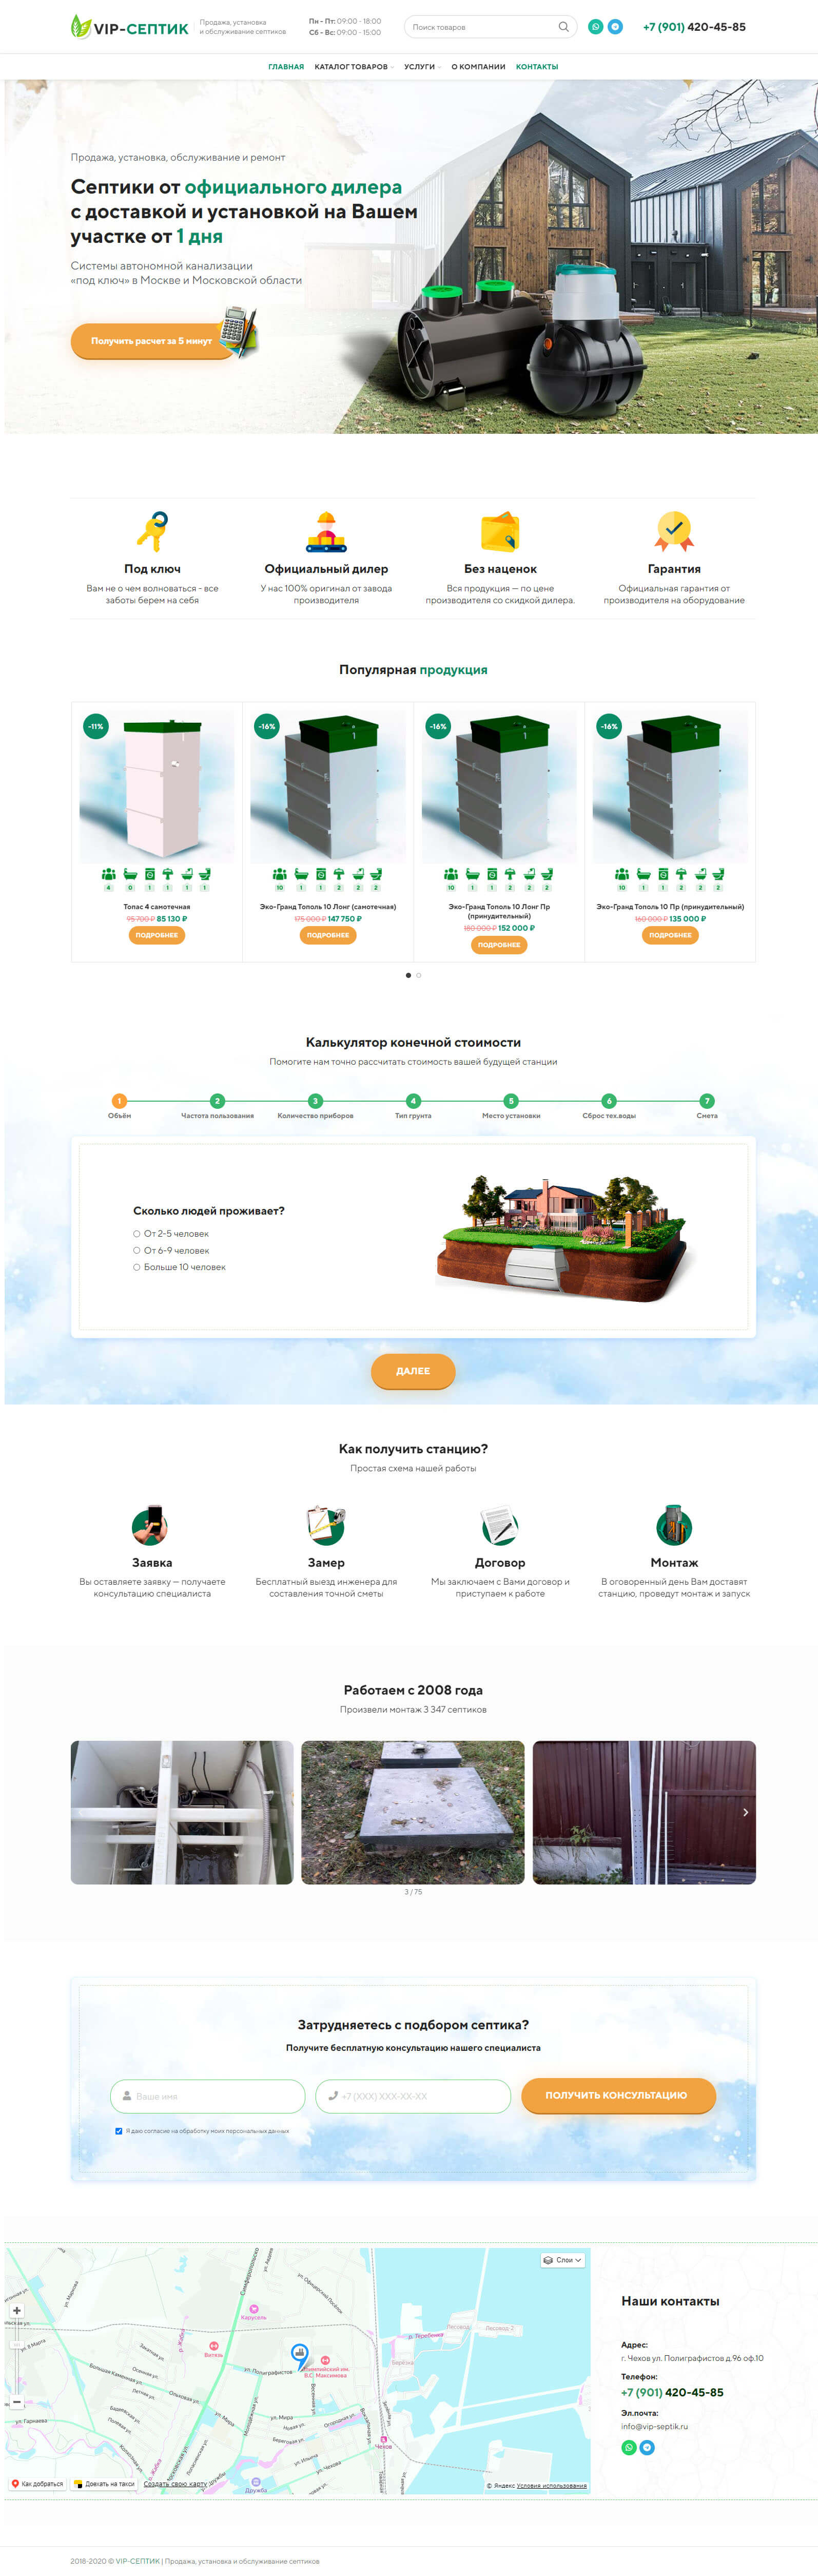 VIP-СЕПТИК
Продажа, установка
и обслуживание септиков
Пн - Пт: 09:00 - 18:00
Сб - Вс: 09:00 - 15:00
Поиск товаров
+7 (901) 420-45-85
ГЛАВНАЯ КАТАЛОГ ТОВАРОВ УСЛУГИ О КОМПАНИИ КОНТАКТЫ
Продажа, установка, обслуживание и ремонт
Септики от официального дилера
с доставкой и установкой на Вашем
участке от 1 дня
Системы автономной канализации
«под ключ» в Москве и Московской области
Получить расчет за 5 минут
Под ключ
Вам не о чем волноваться - все
заботы берем на себя
Официальный дилер
У нас 100% оригинал от завода
производителя
Без наценок
Вся продукция — по цене
производителя со скидкой дилера.
Гарантия
Официальная гарантия от
производителя на оборудование
Популярная продукция
-11%
4 0 1 1 1 1
Топас 4 самотечная
95 700 ₽ 85 130 ₽
ПОДРОБНЕЕ
-16%
10 1 1 2 2 2
Эко-Гранд Тополь 10 Лонг (самотечная)
175 000 ₽ 147 750 ₽
ПОДРОБНЕЕ
-16%
10 1 1 2 2 2
Эко-Гранд Тополь 10 Лонг Пр
(принудительный)
180 000 ₽ 152 000 ₽
ПОДРОБНЕЕ
-16%
10 1 1 2 2 2
Эко-Гранд Тополь 10 Пр (принудительный)
160 000 ₽ 135 000 ₽
ПОДРОБНЕЕ
Калькулятор конечной стоимости
Помогите нам точно рассчитать стоимость вашей будущей станции
1 2 3 4 5 6 7
Объём Частота пользования Количество приборов Тип грунта Место установки Сброс тех.воды Смета
Сколько людей проживает?
От 2-5 человек
От 6-9 человек
Больше 10 человек
ДАЛЕЕ
Как получить станцию?
Простая схема нашей работы
Заявка
Вы оставляете заявку — получаете
консультацию специалиста
Замер
Бесплатный выезд инженера для
составления точной сметы
Договор
Мы заключаем с Вами договор и
приступаем к работе
Монтаж
В оговоренный день Вам доставят
станцию, проведут монтаж и запуск
Работаем с 2008 года
Произвели монтаж 3 347 септиков
3 / 75
Затрудняетесь с подбором септика?
Получите бесплатную консультацию нашего специалиста
Ваше имя
+7 (XXX) XXX-XX-XX
ПОЛУЧИТЬ КОНСУЛЬТАЦИЮ
Я даю согласие на обработку моих персональных данных
Слои
Карусель
Витязь
ул. Полиграфистов
В.С. Максимова
р. Теребенка
Лесовод
Лесовод-2
Берёзка
ул. Мира
ул. Гарнаева
Чехов
Дружба
Как добраться
Доехать на такси
Создать свою карту
© Яндекс Условия использования
Наши контакты
Адрес:
г. Чехов ул. Полиграфистов д.96 оф.10
Телефон:
+7 (901) 420-45-85
Эл.почта:
info@vip-septik.ru
2018-2020 © VIP-СЕПТИК | Продажа, установка и обслуживание септиков